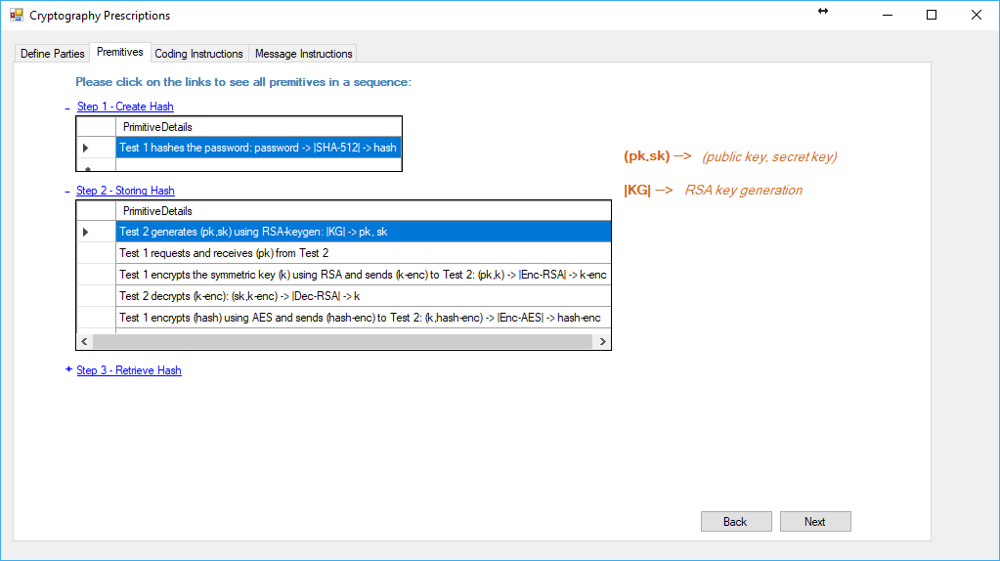 Cryptography Prescriptions
Define Parties Premitives Coding Instructions Message Instructions
Please click on the links to see all premitives in a sequence:
Step 1 - Create Hash
PrimitiveDetails
Test 1 hashes the password: password -> |SHA-512| -> hash
(pk,sk) —> (public key, secret key)
Step 2 - Storing Hash
|KG| —> RSA key generation
PrimitiveDetails
Test 2 generates (pk,sk) using RSA-keygen: |KG| -> pk, sk
Test 1 requests and receives (pk) from Test 2
Test 1 encrypts the symmetric key (k) using RSA and sends (k-enc) to Test 2: (pk,k) -> |Enc-RSA| -> k-enc
Test 2 decrypts (k-enc): (sk,k-enc) -> |Dec-RSA| -> k
Test 1 encrypts (hash) using AES and sends (hash-enc) to Test 2: (k,hash-enc) -> |Enc-AES| -> hash-enc
Step 3 - Retrieve Hash
Back Next